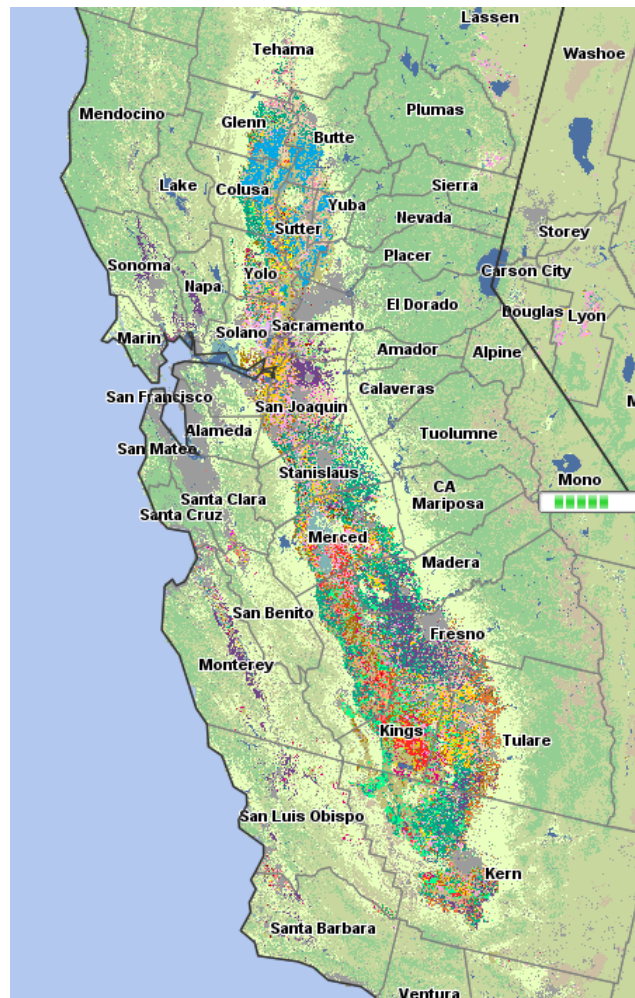 Lassen
Tehama
Washoe
Mendocino
Plumas
Glenn
Butte
Lake
Colusa
Sierra
Yuba
Nevada
Sutter
Storey
Placer
Sonoma
Yolo
Carson City
Napa
El Dorado
Douglas
Lyon
Solano
Sacramento
Marin
Amador
Alpine
Calaveras
San Francisco
San Joaquin
M
Alameda
Tuolumne
San Mateo
Stanislaus
Mono
CA
Santa Clara
Mariposa
Santa Cruz
Merced
Madera
San Benito
Fresno
Monterey
Kings
Tulare
San Luis Obispo
Kern
Santa Barbara
Ventura